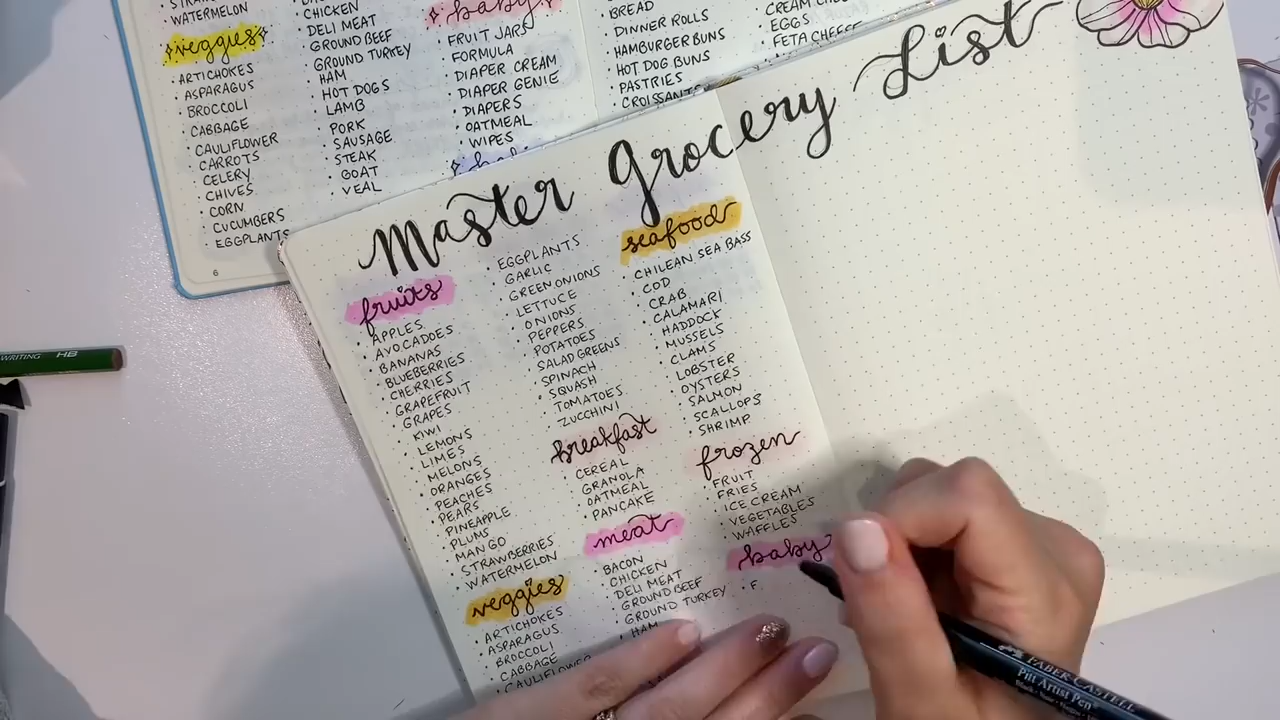 WATERMELON
veggies
ARTICHOKES
ASPARAGUS
BROCCOLI
CABBAGE
CAULIFLOWER
CARROTS
CELERY
CHIVES
CORN
CUCUMBERS
EGGPLANTS
6
CHICKEN
DELI MEAT
GROUND BEEF
GROUND TURKEY
HAM
HOT DOGS
LAMB
PORK
SAUSAGE
STEAK
GOAT
VEAL
baby
FRUIT JARS
FORMULA
DIAPER CREAM
DIAPER GENIE
DIAPERS
OATMEAL
WIPES
BREAD
DINNER ROLLS
HAMBURGER BUNS
HOT DOG BUNS
PASTRIES
CROISSANTS
CREAM
EGGS
FETA
Master Grocery List
fruits
APPLES
AVOCADOES
BANANAS
BLUEBERRIES
CHERRIES
GRAPEFRUIT
GRAPES
KIWI
LEMONS
LIMES
MELONS
ORANGES
PEACHES
PEARS
PINEAPPLE
PLUMS
MANGO
STRAWBERRIES
WATERMELON
veggies
ARTICHOKES
ASPARAGUS
BROCCOLI
CABBAGE
CAULIFLOWER
EGGPLANTS
GARLIC
GREEN ONIONS
LETTUCE
ONIONS
PEPPERS
POTATOES
SALAD GREENS
SPINACH
SQUASH
TOMATOES
ZUCCHINI
breakfast
CEREAL
GRANOLA
OATMEAL
PANCAKE
meat
BACON
CHICKEN
DELI MEAT
GROUND BEEF
GROUND TURKEY
HAM
seafood
CHILEAN SEA BASS
COD
CRAB
CALAMARI
HADDOCK
MUSSELS
CLAMS
LOBSTER
OYSTERS
SALMON
SCALLOPS
SHRIMP
frozen
FRUIT
FRIES
ICE CREAM
VEGETABLES
WAFFLES
baby
F
WRITING HB
FABER-CASTELL
Pitt Artist Pen